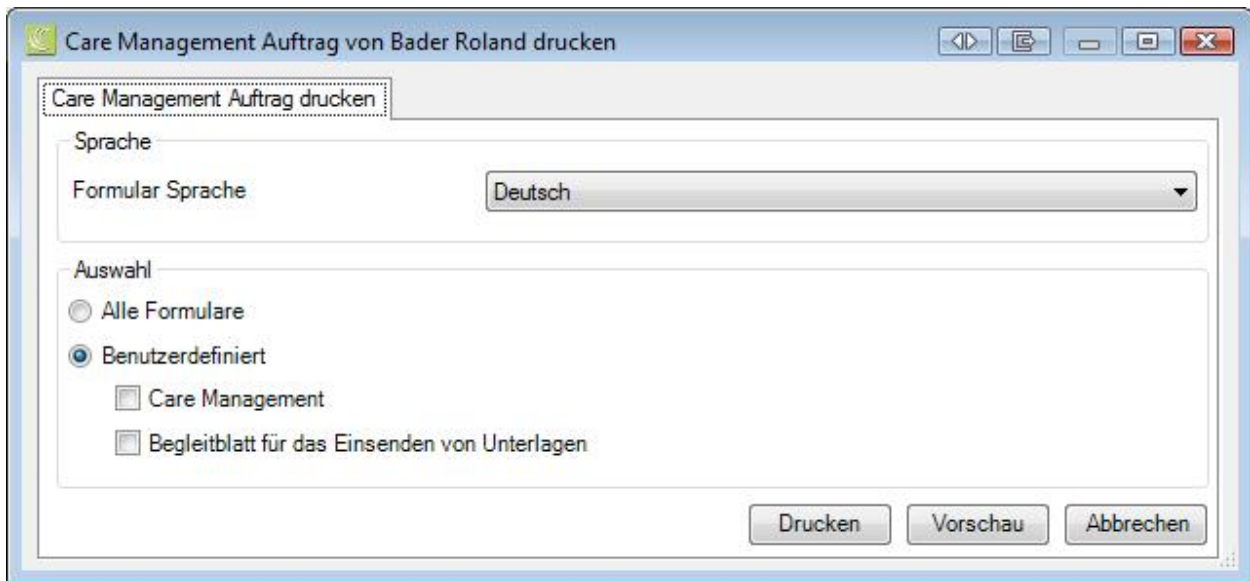 Care Management Auftrag von Bader Roland drucken
Care Management Auftrag drucken
Sprache
Formular Sprache Deutsch
Auswahl
Alle Formulare
Benutzerdefiniert
Care Management
Begleitblatt für das Einsenden von Unterlagen
Drucken Vorschau Abbrechen